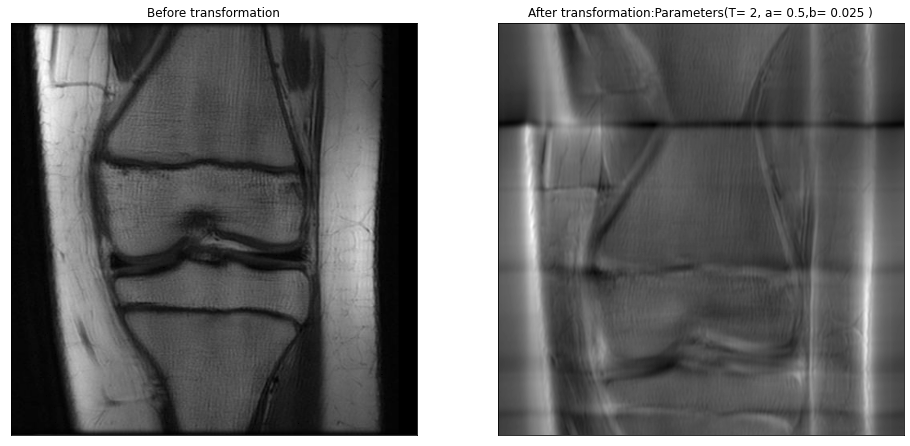 Before transformation
After transformation:Parameters(T= 2, a= 0.5,b= 0.025 )